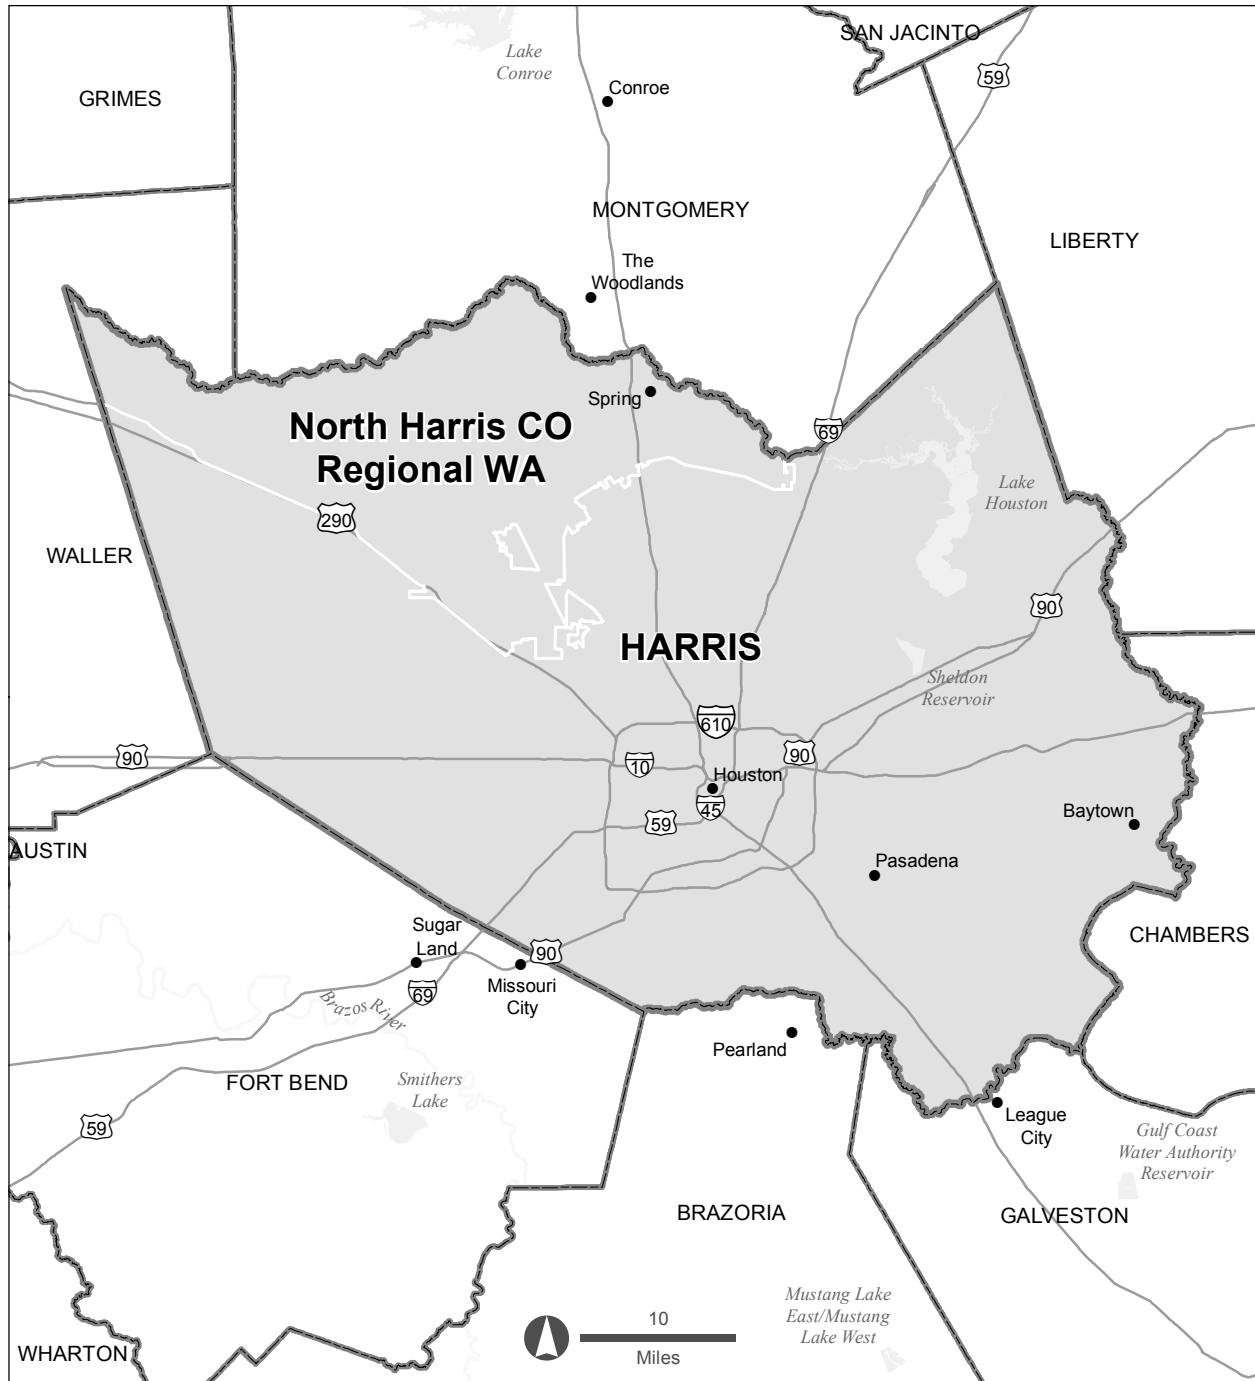 SAN JACINTO
Lake
Conroe
59
Conroe
GRIMES
MONTGOMERY
LIBERTY
The
Woodlands
Spring
North Harris CO
Regional WA
69
Lake
Houston
290
WALLER
90
HARRIS
Sheldon
Reservoir
610
90
10
90
Houston
45
59
Baytown
AUSTIN
Pasadena
Sugar
Land
90
CHAMBERS
Missouri
City
69
Brazos River
Pearland
FORT BEND
Smithers
Lake
59
League
City
Gulf Coast
Water Authority
Reservoir
BRAZORIA
GALVESTON
Mustang Lake
East/Mustang
Lake West
10
Miles
WHARTON